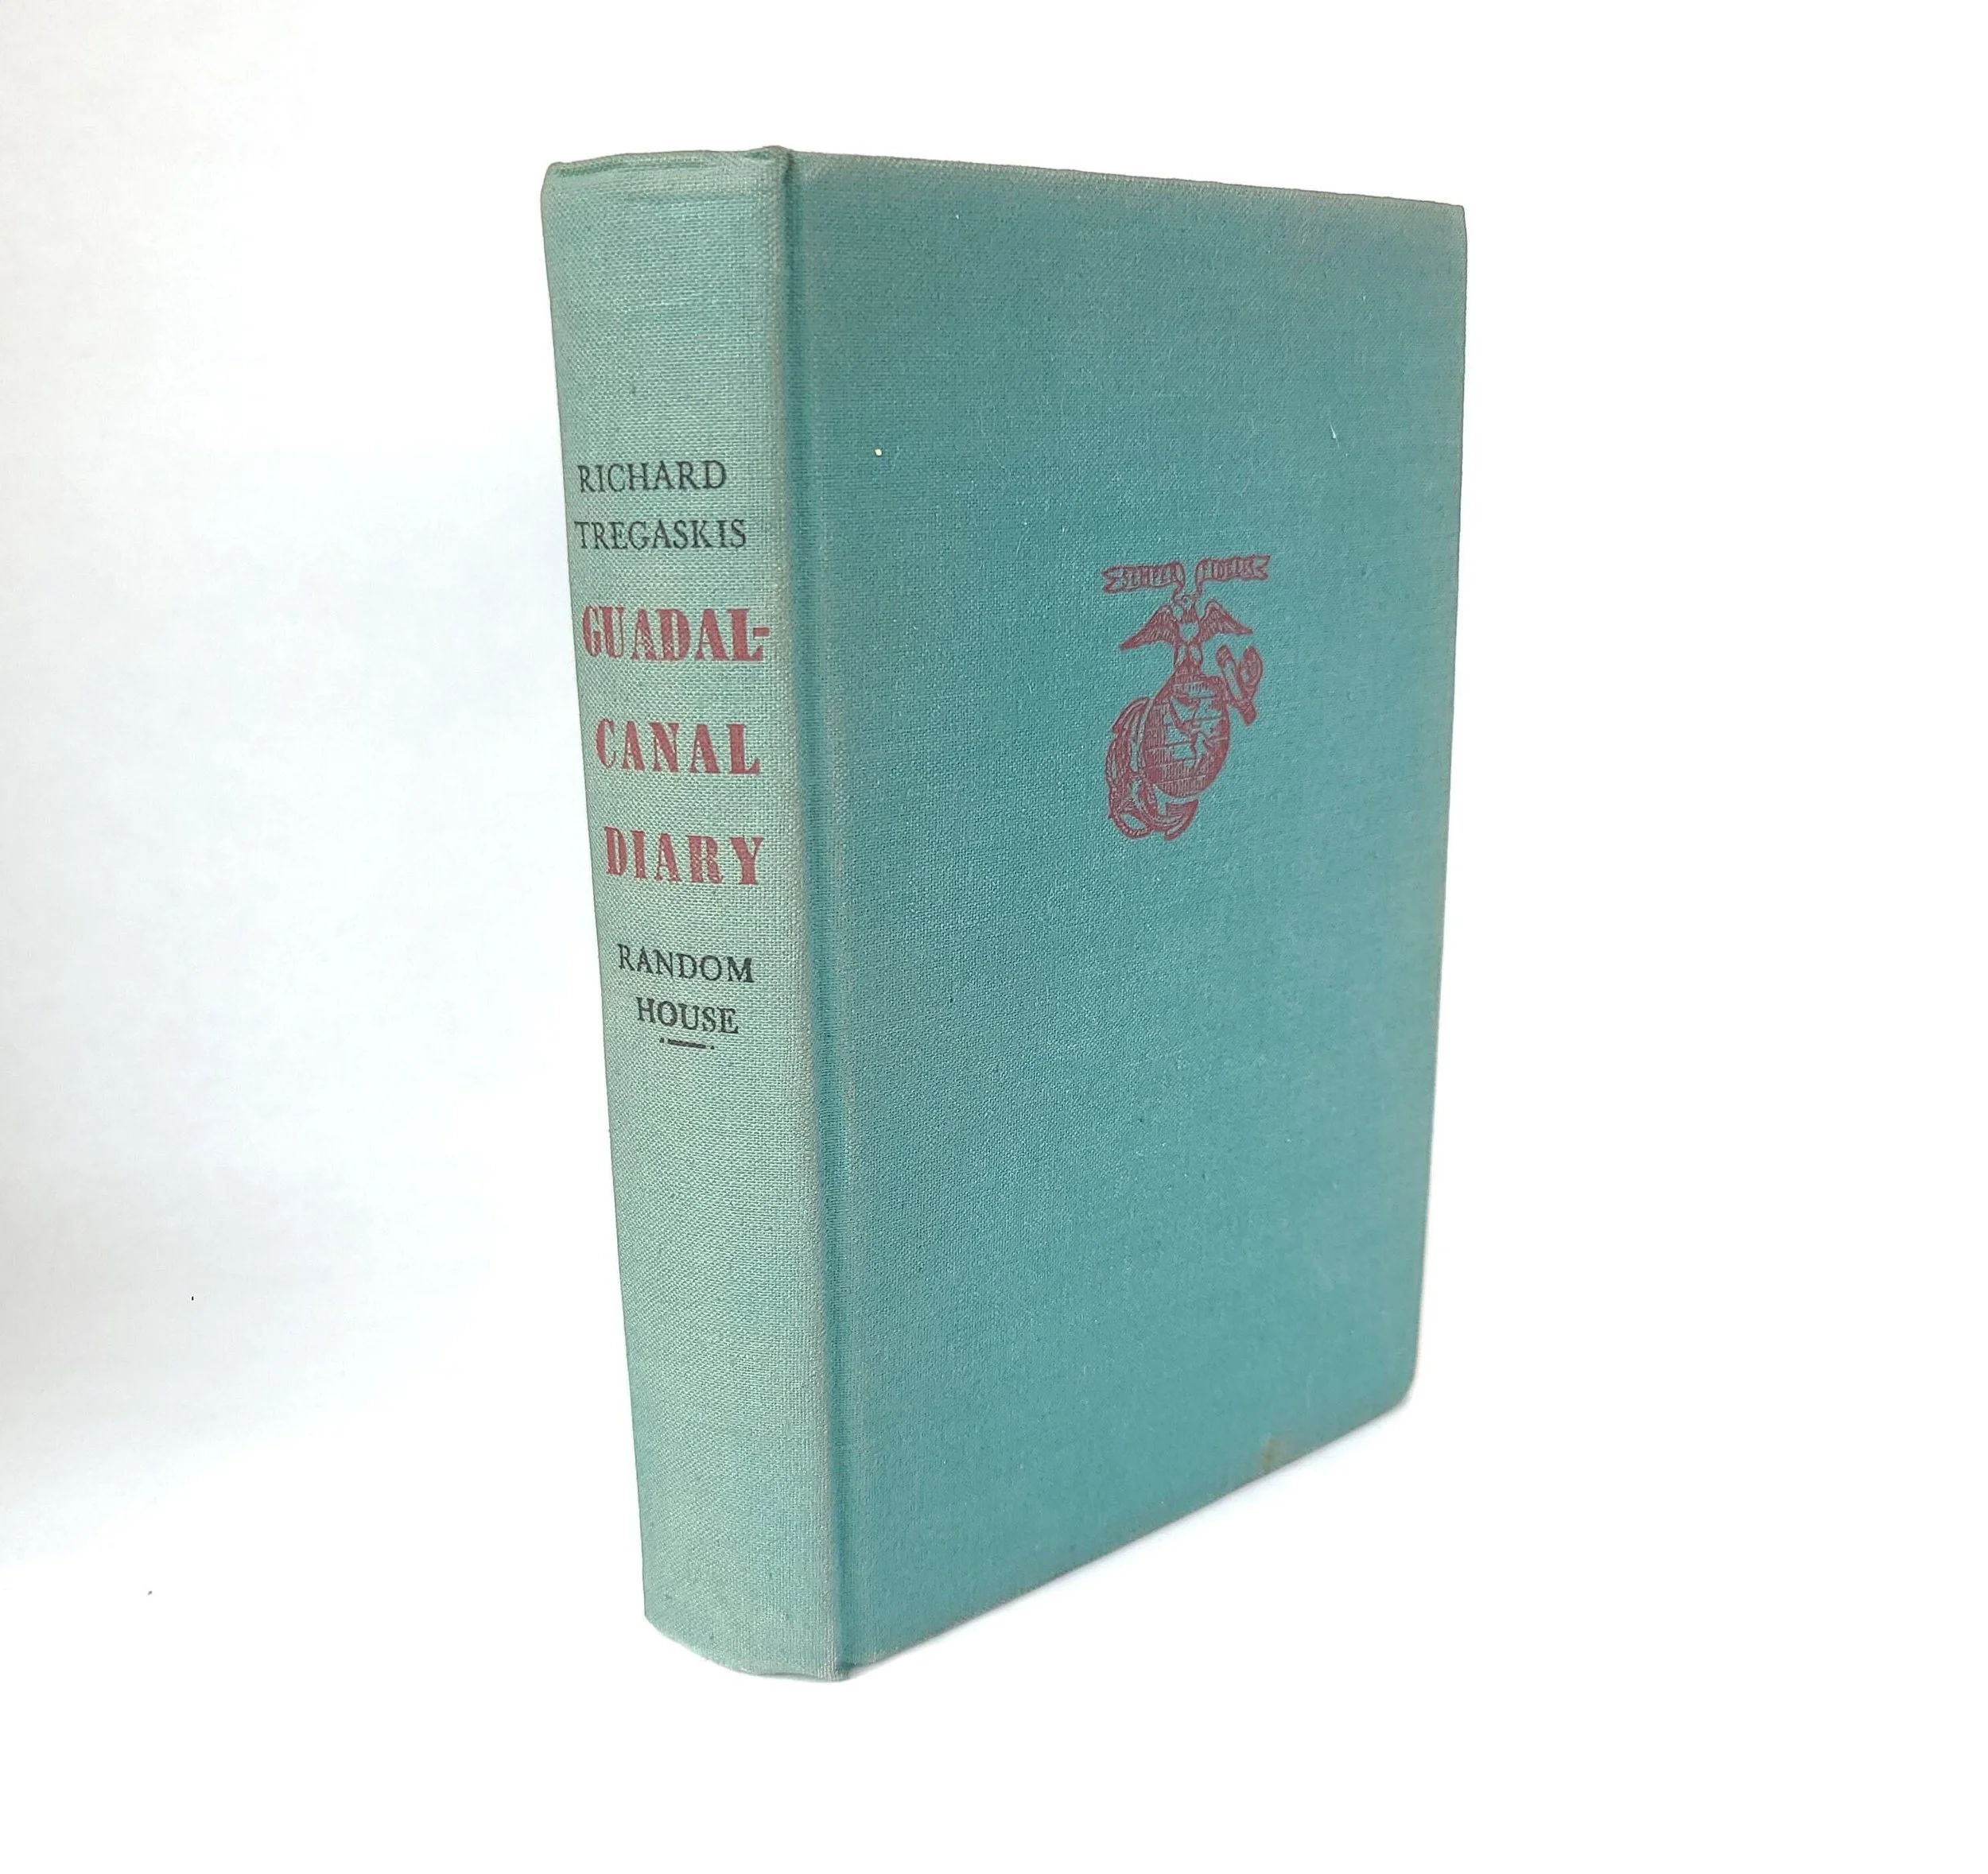 RICHARD
TREGASKIS
GUADAL-
CANAL
DIARY
RANDOM
HOUSE
SEMPER FIDELIS